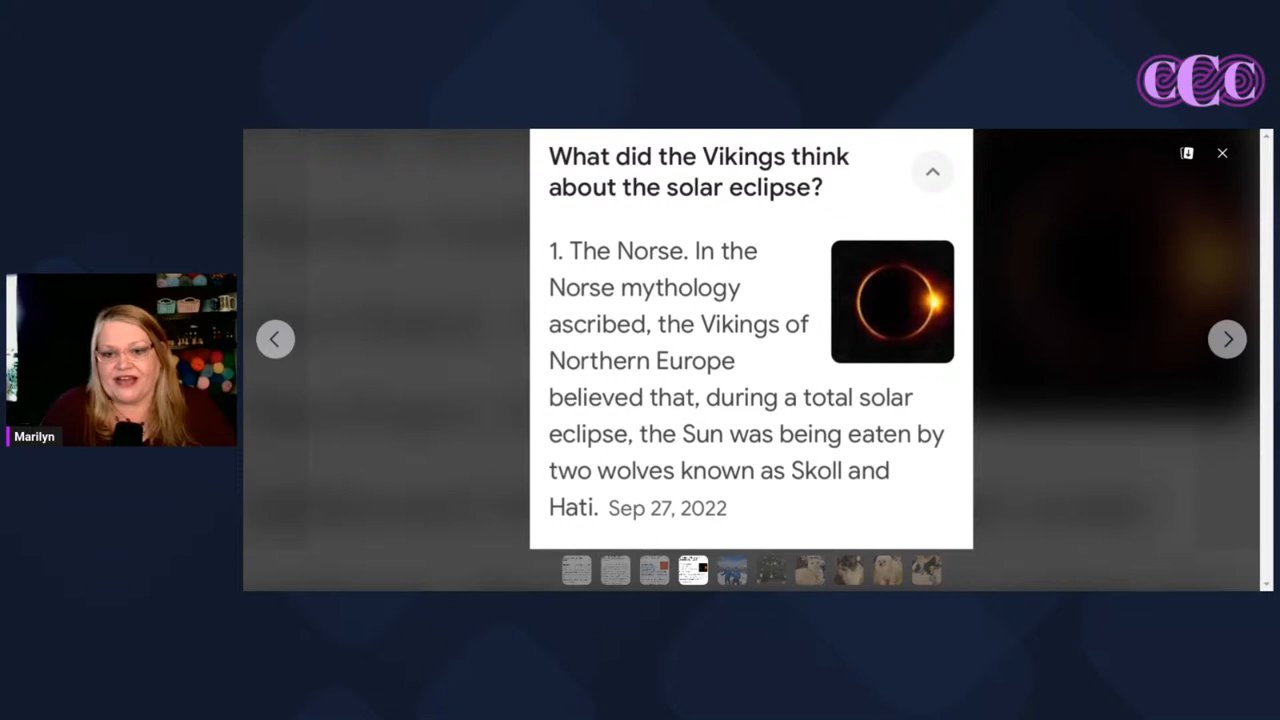 CCC
What did the Vikings think
about the solar eclipse?
1. The Norse. In the
Norse mythology
ascribed, the Vikings of
Northern Europe
believed that, during a total solar
eclipse, the Sun was being eaten by
two wolves known as Skoll and
Hati. Sep 27, 2022
Marilyn